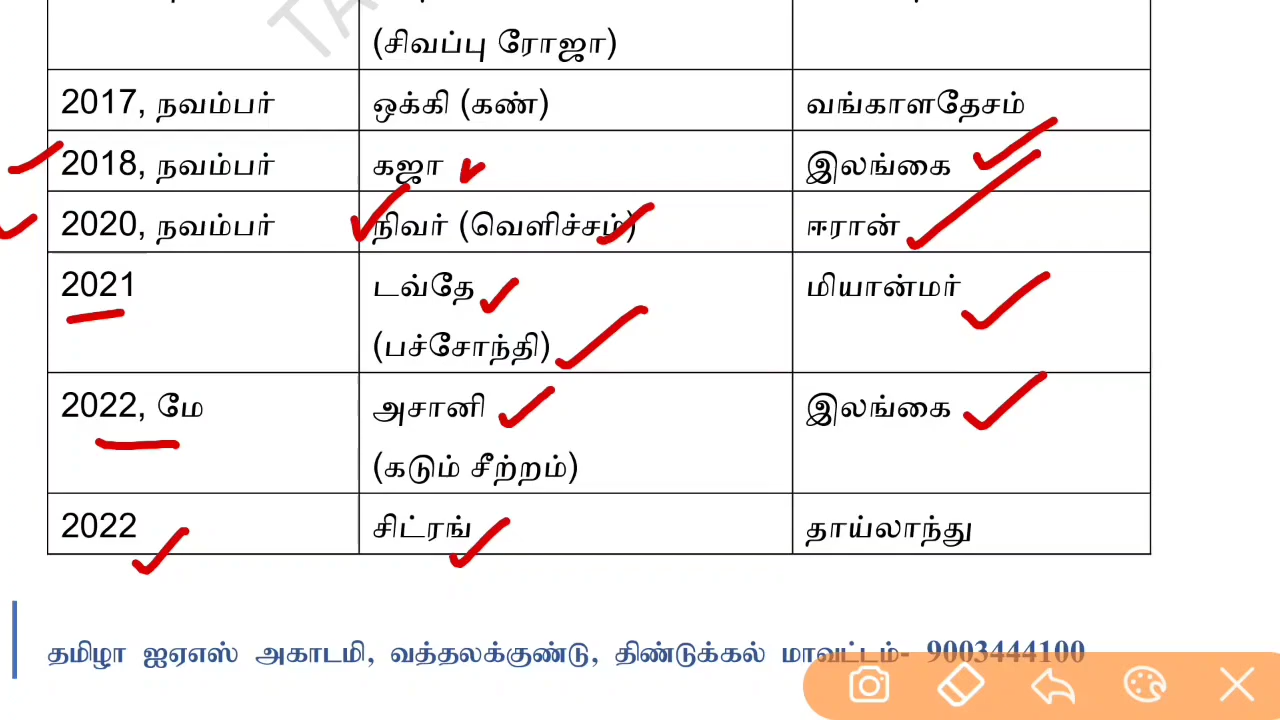 TA
(சிவப்பு ரோஜா)
2017, நவம்பர் ஒக்கி (கண்) வங்காளதேசம்
2018, நவம்பர் கஜா இலங்கை
2020, நவம்பர் நிவர் (வெளிச்சம்) ஈரான்
2021 டவ்தே மியான்மர்
(பச்சோந்தி)
2022, மே அசானி இலங்கை
(கடும் சீற்றம்)
2022 சிட்ரங் தாய்லாந்து
தமிழா ஐஏஎஸ் அகாடமி, வத்தலக்குண்டு, திண்டுக்கல் மாவட்டம்- 9003444100